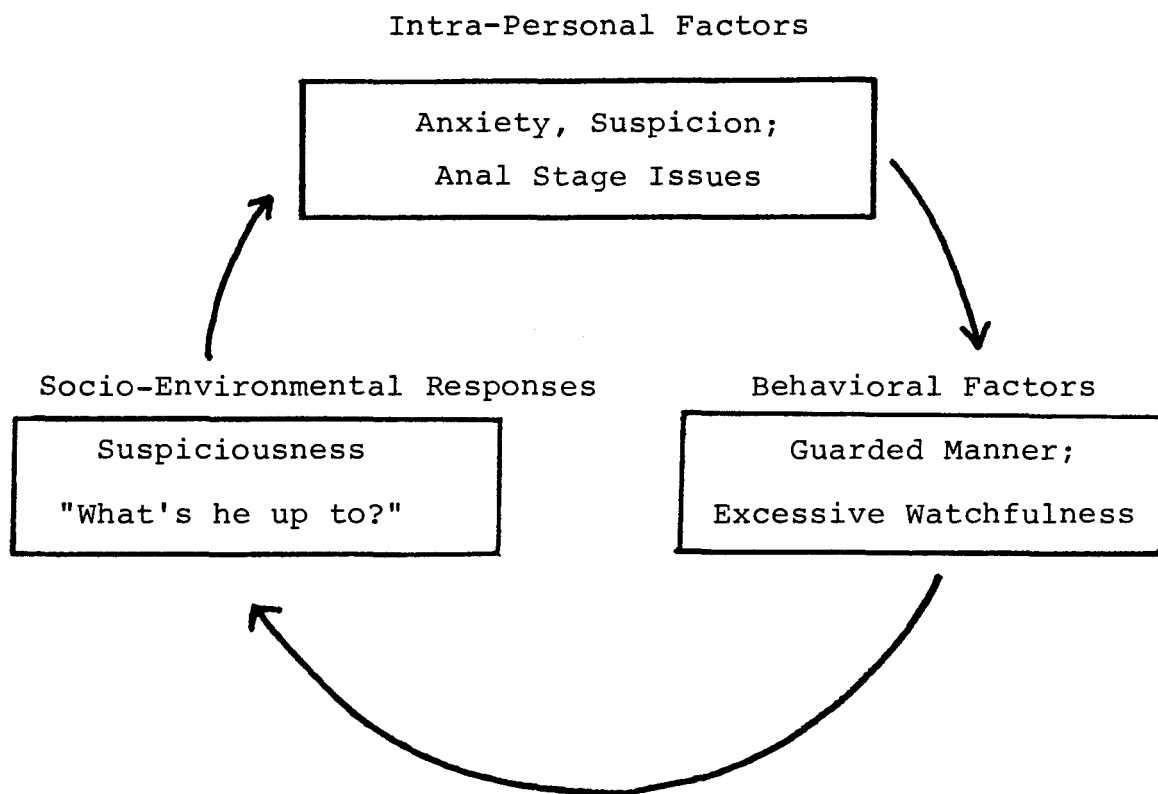 Intra-Personal Factors
Anxiety, Suspicion;
Anal Stage Issues
Socio-Environmental Responses
Suspiciousness
"What's he up to?"
Behavioral Factors
Guarded Manner;
Excessive Watchfulness